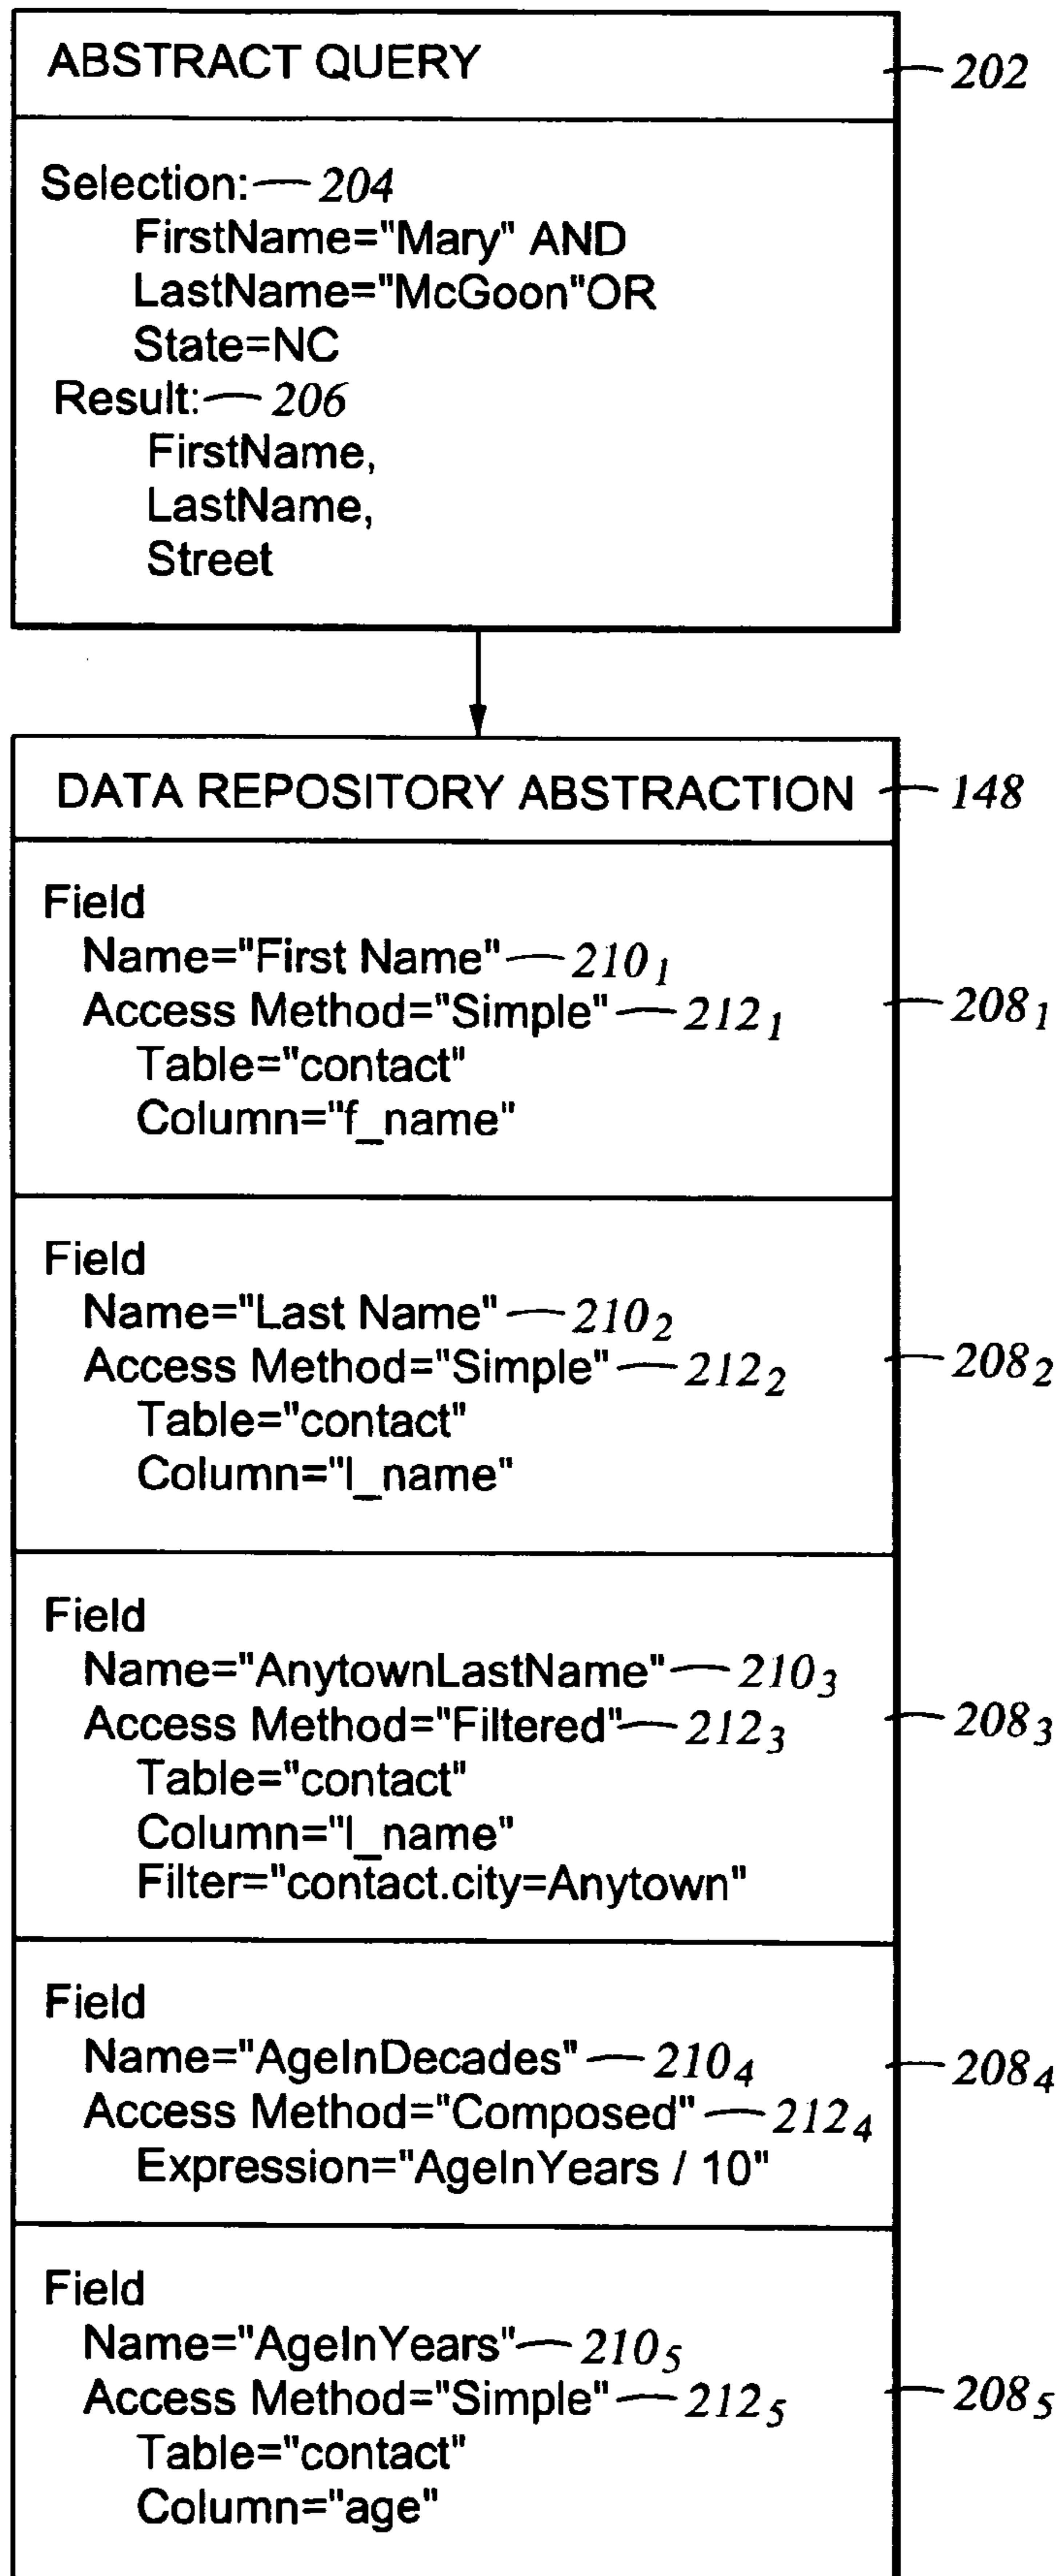 ABSTRACT QUERY 202
Selection: 204
FirstName="Mary" AND
LastName="McGoon"OR
State=NC
Result: 206
FirstName,
LastName,
Street
DATA REPOSITORY ABSTRACTION 148
Field
Name="First Name" 210₁
Access Method="Simple" 212₁ 208₁
Table="contact"
Column="f_name"
Field
Name="Last Name" 210₂
Access Method="Simple" 212₂ 208₂
Table="contact"
Column="l_name"
Field
Name="AnytownLastName" 210₃
Access Method="Filtered" 212₃ 208₃
Table="contact"
Column="l_name"
Filter="contact.city=Anytown"
Field
Name="AgeInDecades" 210₄ 208₄
Access Method="Composed" 212₄
Expression="AgeInYears / 10"
Field
Name="AgeInYears" 210₅
Access Method="Simple" 212₅ 208₅
Table="contact"
Column="age"